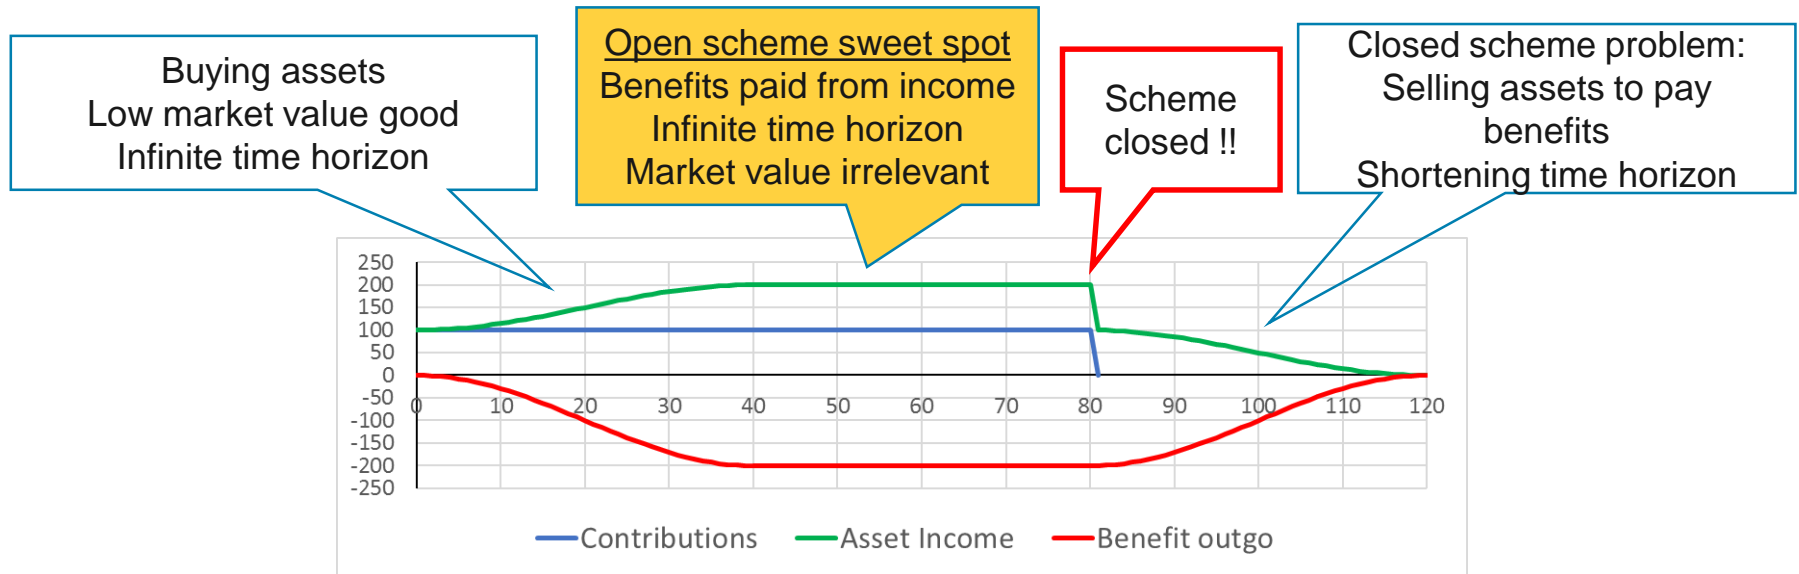 Buying assets
Low market value good
Infinite time horizon
Open scheme sweet spot
Benefits paid from income
Infinite time horizon
Market value irrelevant
Scheme
closed !!
Closed scheme problem:
Selling assets to pay
benefits
Shortening time horizon
250
200
150
100
50
0
-50
-100
-150
-200
-250
0 10 20 30 40 50 60 70 80 90 100 110 120
Contributions Asset Income Benefit outgo